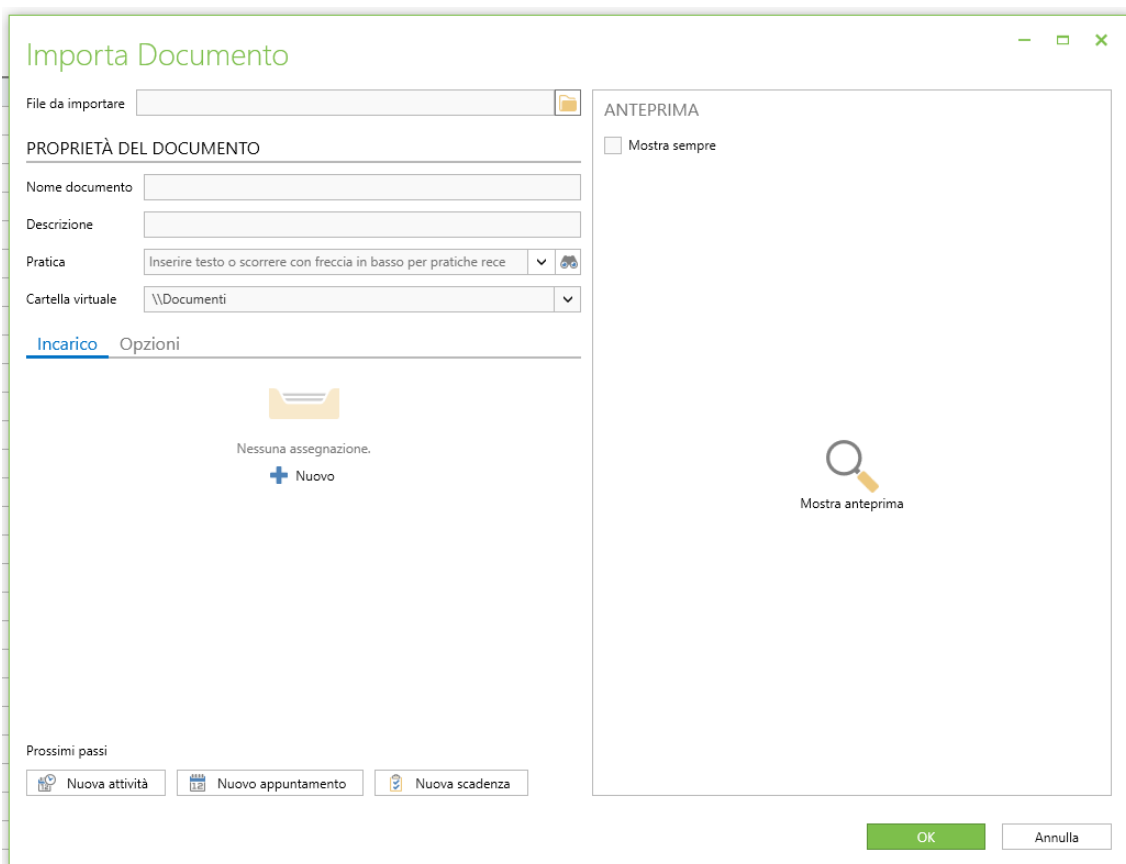 Importa Documento
File da importare
PROPRIETÀ DEL DOCUMENTO
Nome documento
Descrizione
Pratica
Inserire testo o scorrere con freccia in basso per pratiche rece
Cartella virtuale
\\Documenti
Incarico
Opzioni
Nessuna assegnazione.
Nuovo
Prossimi passi
Nuova attività
12
Nuovo appuntamento
Nuova scadenza
ANTEPRIMA
Mostra sempre
Mostra anteprima
OK
Annulla